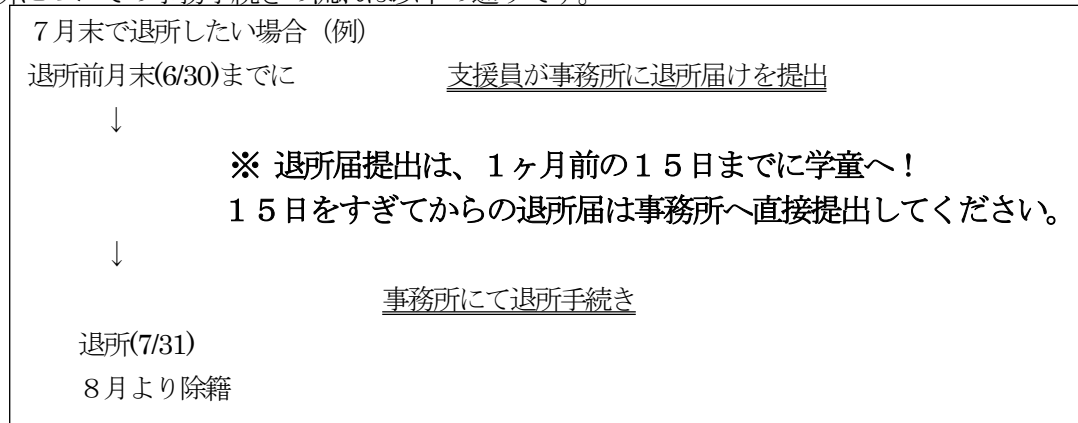 ７月末で退所したい場合（例）
退所前月末(6/30)までに 支援員が事務所に退所届けを提出
↓
※ 退所届提出は、１ヶ月前の１５日までに学童へ！
１５日をすぎてからの退所届は事務所へ直接提出してください。
↓
事務所にて退所手続き
退所(7/31)
８月より除籍